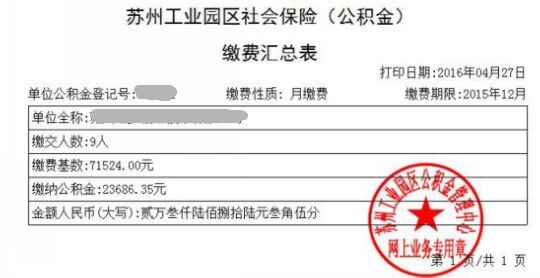 苏州工业园区社会保险（公积金）
缴费汇总表
打印日期:2016年04月27日
单位公积金登记号: 缴费性质: 月缴费 缴费期限:2015年12月
单位全称:
缴交人数:9人
缴费基数:71524.00元
缴纳公积金:23686.35元
金额人民币(大写):贰万叁仟陆佰捌拾陆元叁角伍分
苏州工业园区公积金管理中心
网上业务专用章
第 1 页/共 1 页